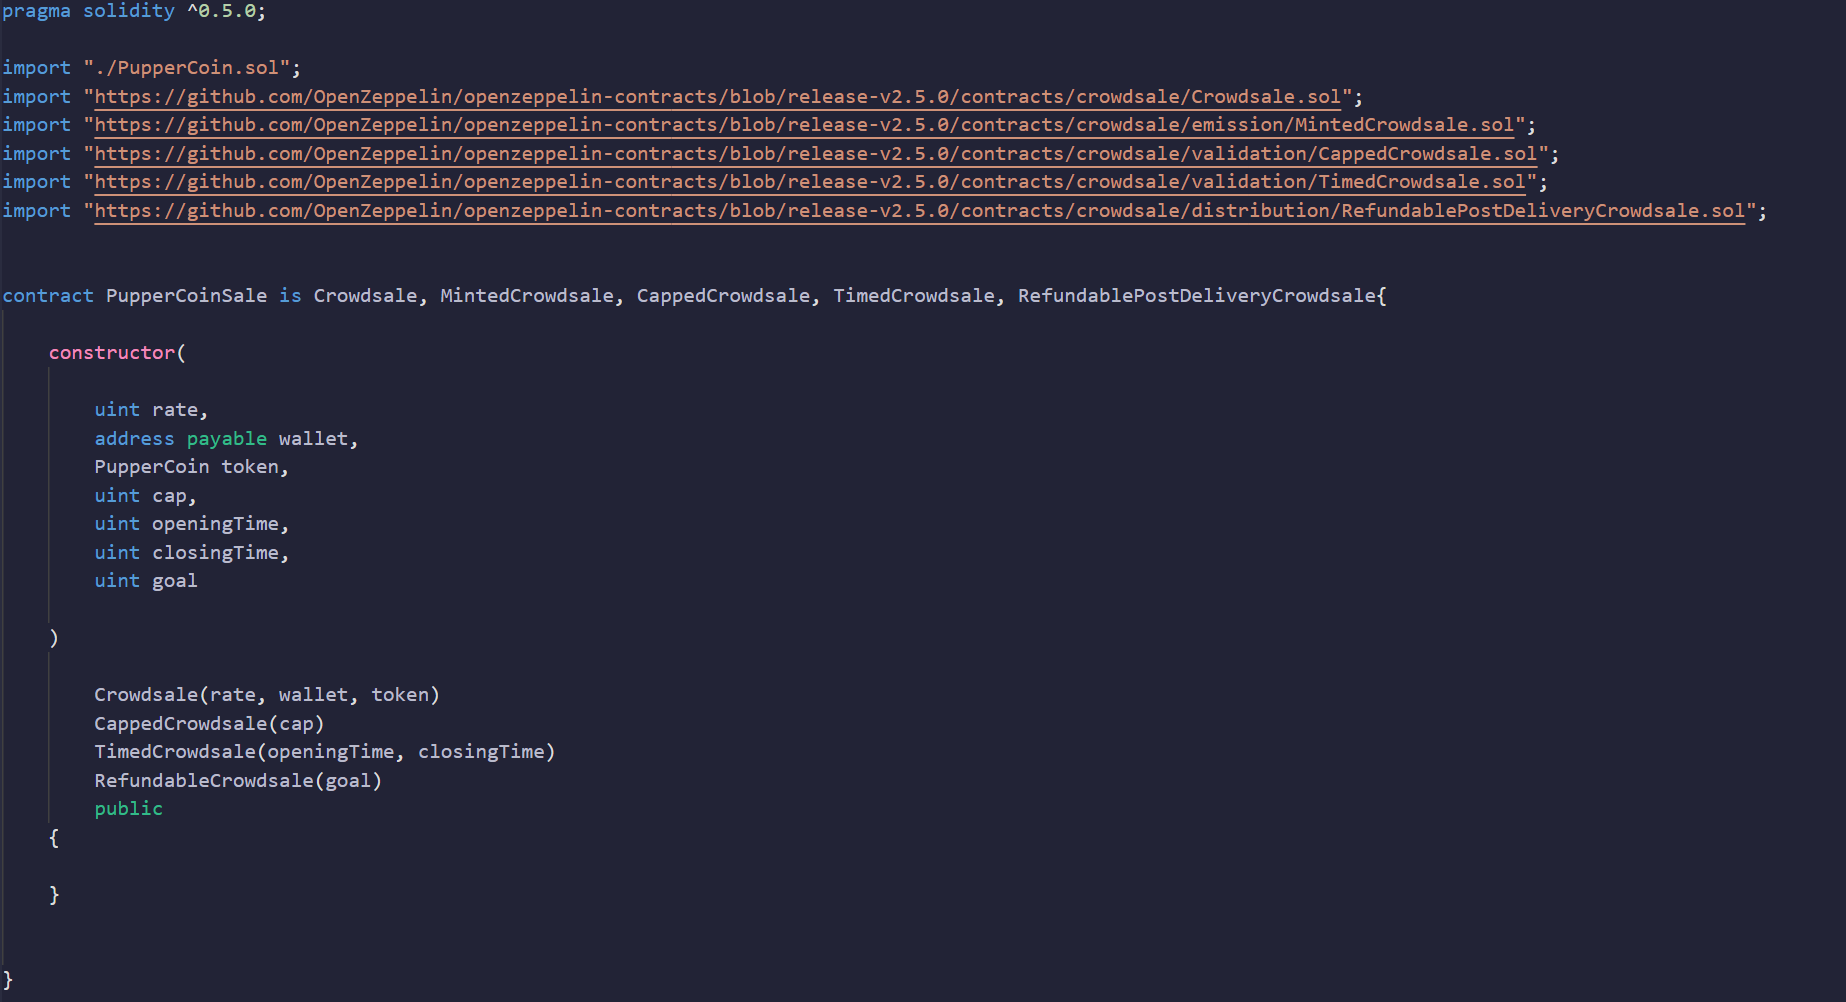 pragma solidity ^0.5.0;
import "./PupperCoin.sol";
import "https://github.com/OpenZeppelin/openzeppelin-contracts/blob/release-v2.5.0/contracts/crowdsale/Crowdsale.sol";
import "https://github.com/OpenZeppelin/openzeppelin-contracts/blob/release-v2.5.0/contracts/crowdsale/emission/MintedCrowdsale.sol";
import "https://github.com/OpenZeppelin/openzeppelin-contracts/blob/release-v2.5.0/contracts/crowdsale/validation/CappedCrowdsale.sol";
import "https://github.com/OpenZeppelin/openzeppelin-contracts/blob/release-v2.5.0/contracts/crowdsale/validation/TimedCrowdsale.sol";
import "https://github.com/OpenZeppelin/openzeppelin-contracts/blob/release-v2.5.0/contracts/crowdsale/distribution/RefundablePostDeliveryCrowdsale.sol";
contract PupperCoinSale is Crowdsale, MintedCrowdsale, CappedCrowdsale, TimedCrowdsale, RefundablePostDeliveryCrowdsale{
constructor(
uint rate,
address payable wallet,
PupperCoin token,
uint cap,
uint openingTime,
uint closingTime,
uint goal
)
Crowdsale(rate, wallet, token)
CappedCrowdsale(cap)
TimedCrowdsale(openingTime, closingTime)
RefundableCrowdsale(goal)
public
{
}
}